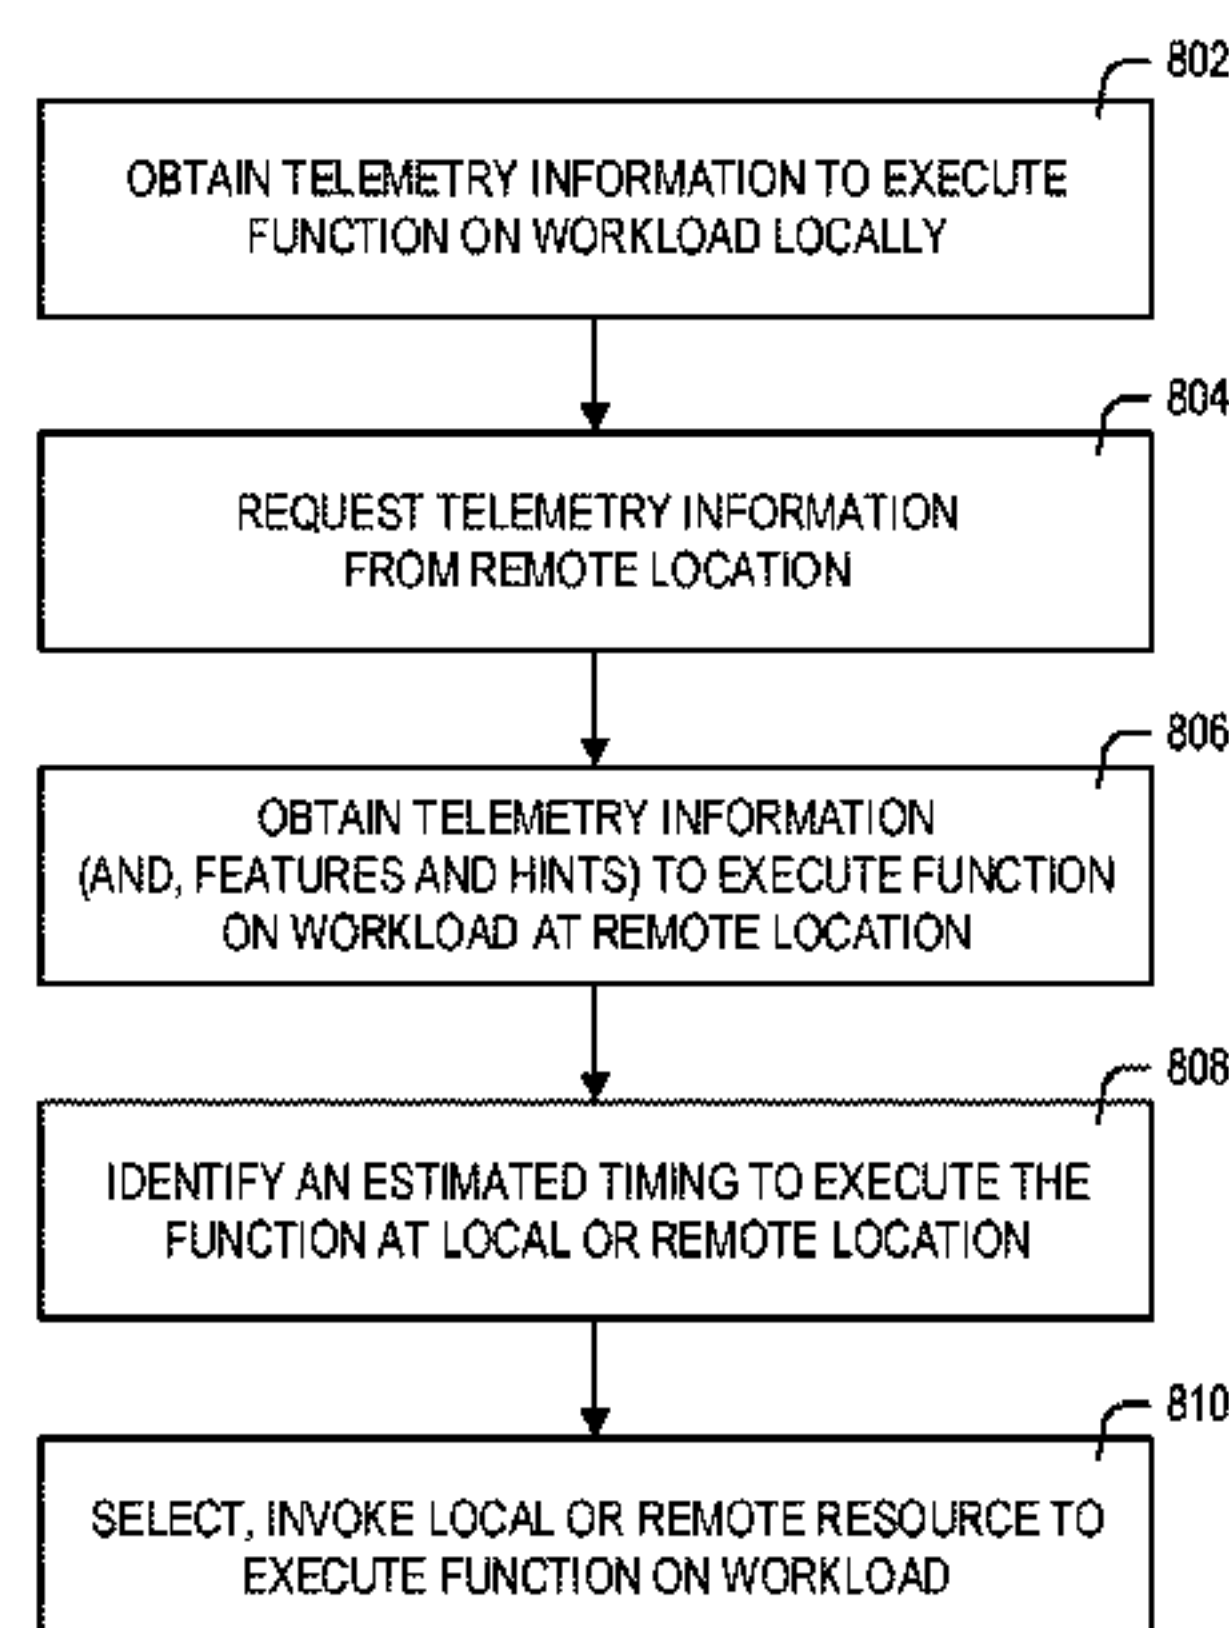 802
OBTAIN TELEMETRY INFORMATION TO EXECUTE
FUNCTION ON WORKLOAD LOCALLY
804
REQUEST TELEMETRY INFORMATION
FROM REMOTE LOCATION
806
OBTAIN TELEMETRY INFORMATION
(AND, FEATURES AND HINTS) TO EXECUTE FUNCTION
ON WORKLOAD AT REMOTE LOCATION
808
IDENTIFY AN ESTIMATED TIMING TO EXECUTE THE
FUNCTION AT LOCAL OR REMOTE LOCATION
810
SELECT, INVOKE LOCAL OR REMOTE RESOURCE TO
EXECUTE FUNCTION ON WORKLOAD